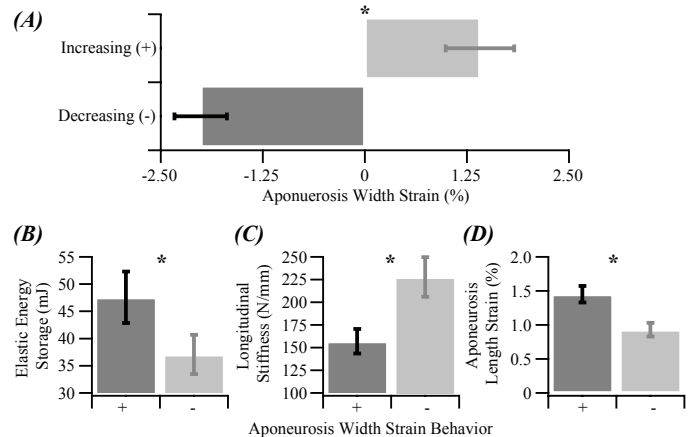 (A)
*
Increasing (+)
Decreasing (-)
-2.50 -1.25 0 1.25 2.50
Aponuerosis Width Strain (%)
(B)
*
Elastic Energy
Storage (mJ)
55
50
45
40
35
30
+ -
(C)
*
Longitudinal
Stiffness (N/mm)
250
225
200
175
150
125
100
+ -
(D)
*
Aponeurosis
Length Strain (%)
2.0
1.5
1.0
0.5
0
+ -
Aponeurosis Width Strain Behavior